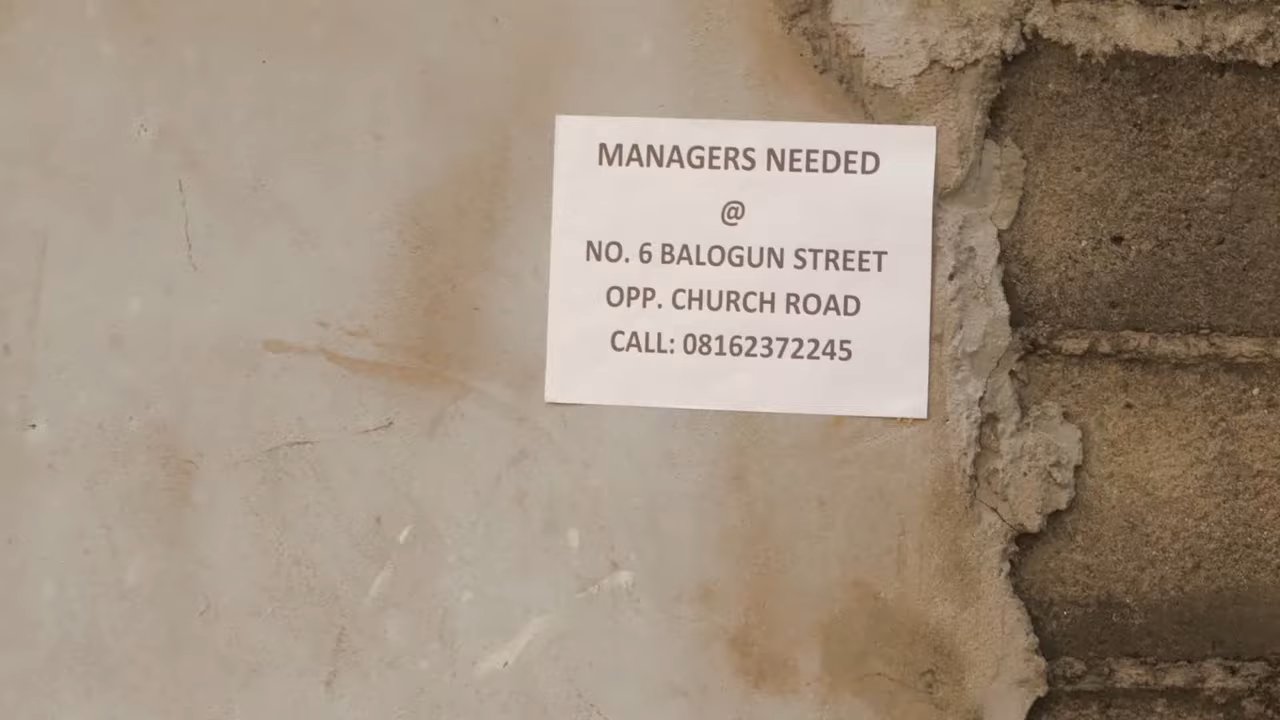 MANAGERS NEEDED
@
NO. 6 BALOGUN STREET
OPP. CHURCH ROAD
CALL: 08162372245